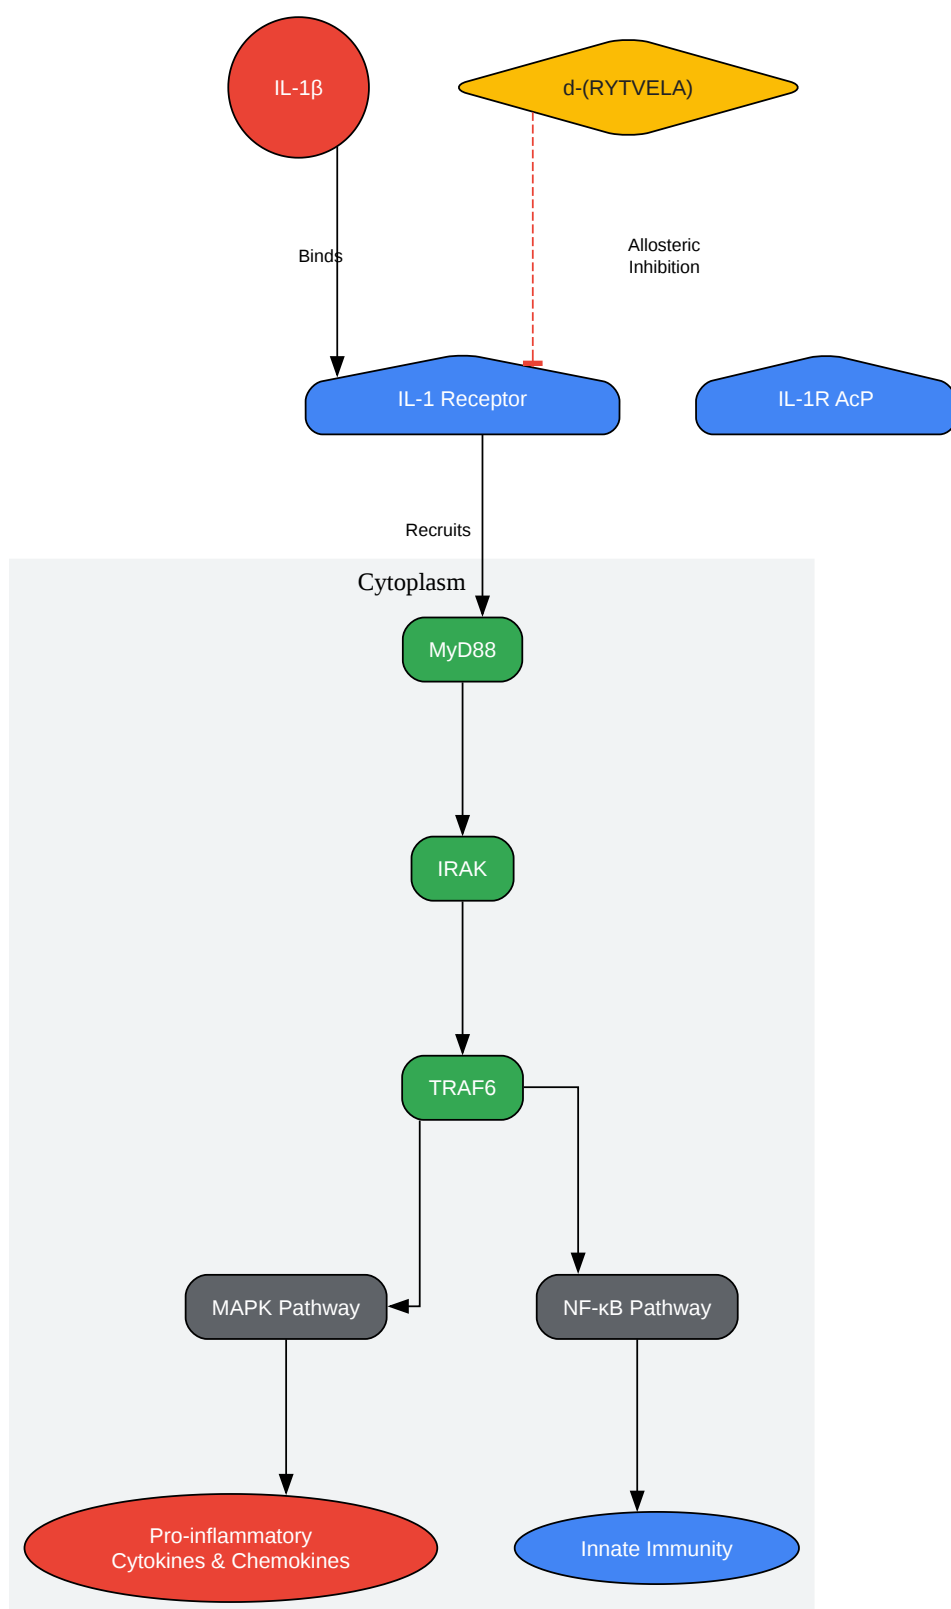 IL-1β
d-(RYTVELA)
Binds
Allosteric
Inhibition
IL-1 Receptor
IL-1R AcP
Recruits
Cytoplasm
MyD88
IRAK
TRAF6
MAPK Pathway
NF-κB Pathway
Pro-inflammatory
Cytokines & Chemokines
Innate Immunity